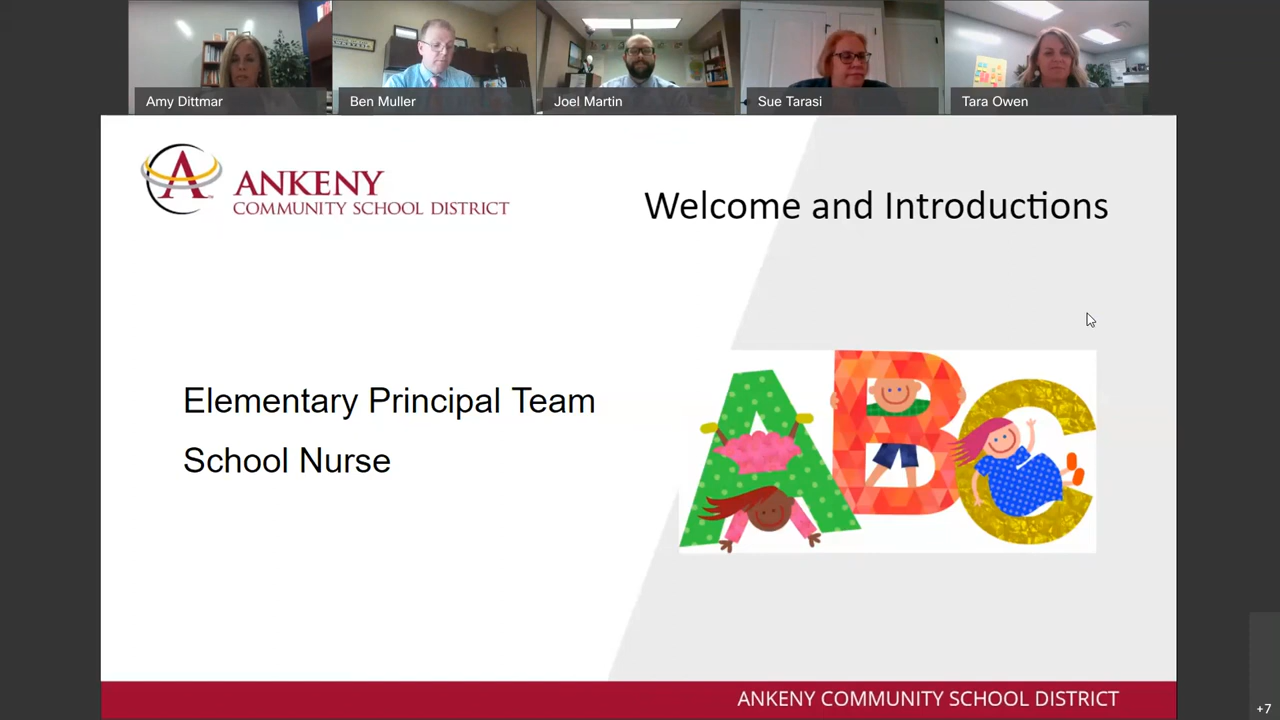 Amy Dittmar
Ben Muller
Joel Martin
Sue Tarasi
Tara Owen
A ANKENY
COMMUNITY SCHOOL DISTRICT
Welcome and Introductions
Elementary Principal Team
School Nurse
ABC
ANKENY COMMUNITY SCHOOL DISTRICT
+7